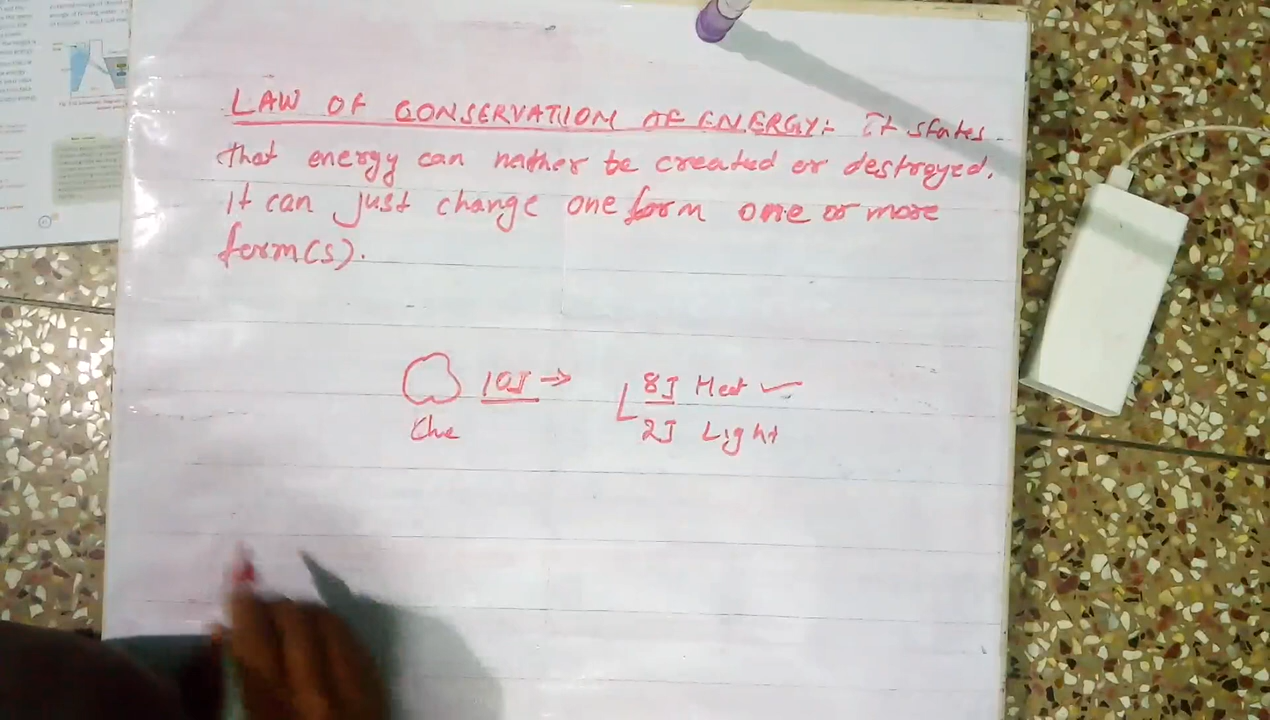 LAW OF CONSERVATION OF ENERGY:- It states
that energy can neither be created or destroyed.
It can just change one form one or more
form(s).
10J → 8J Heat ✓
Che 2J Light